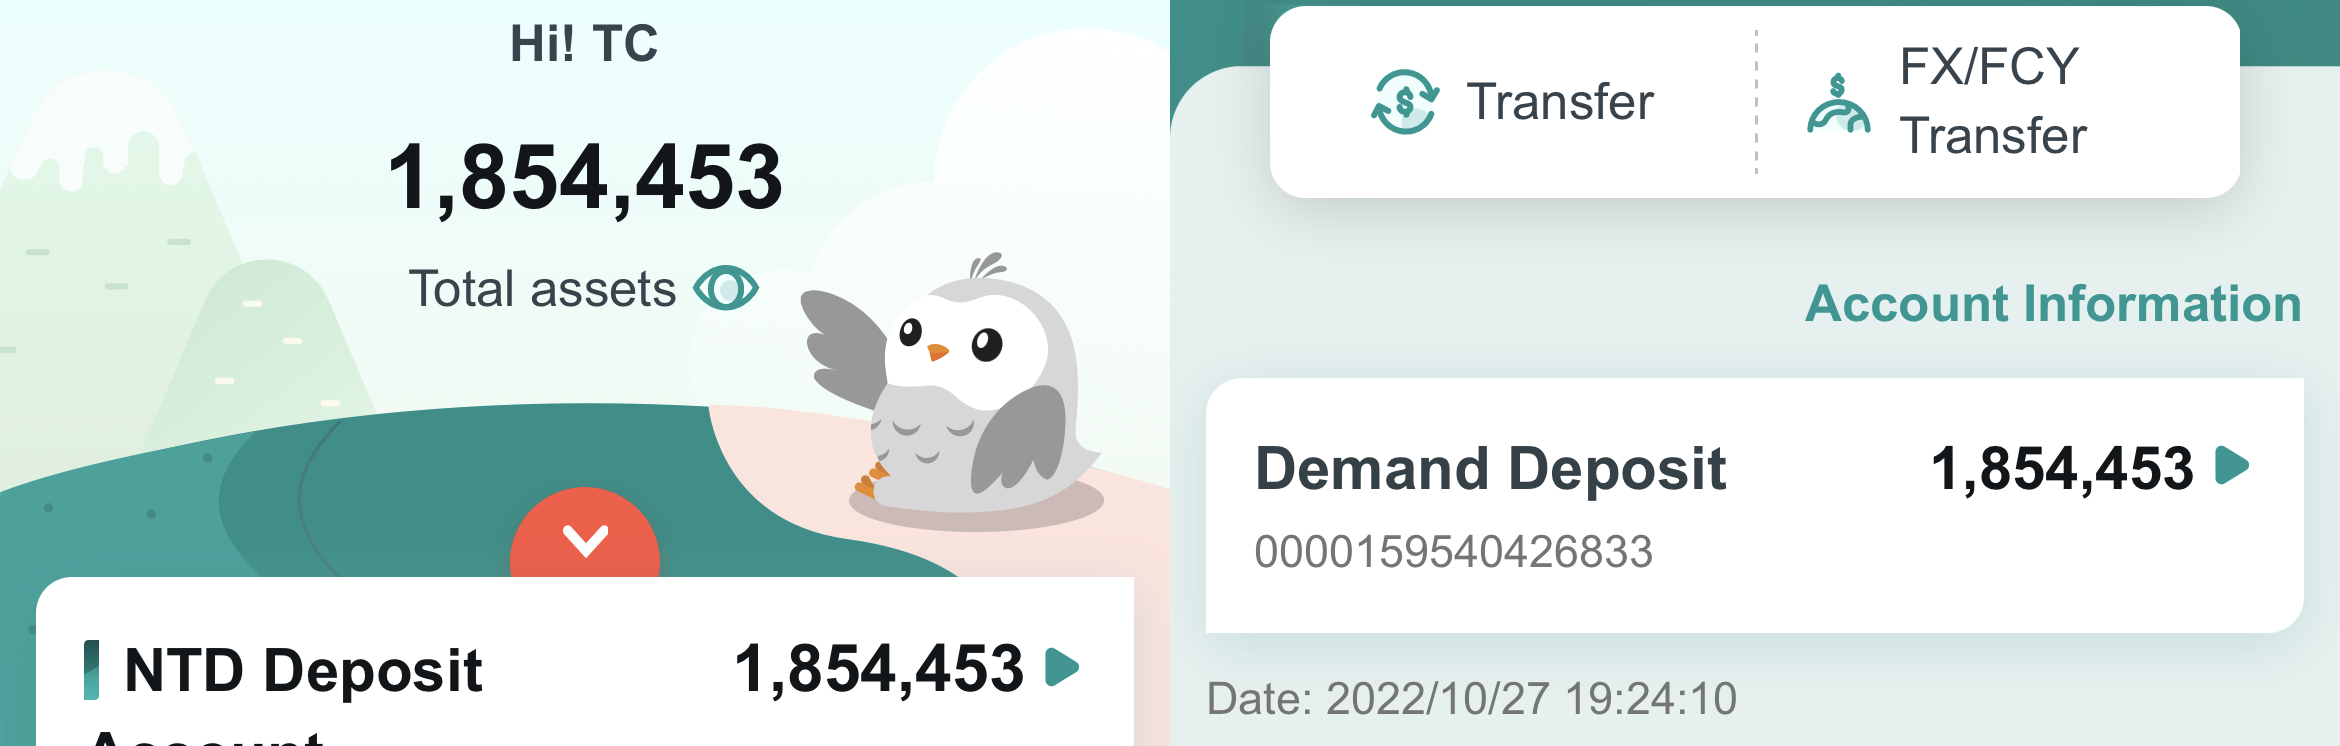 Hi! TC
1,854,453
Total assets
NTD Deposit 1,854,453
Account
Transfer
FX/FCY
Transfer
Account Information
Demand Deposit 1,854,453
0000159540426833
Date: 2022/10/27 19:24:10